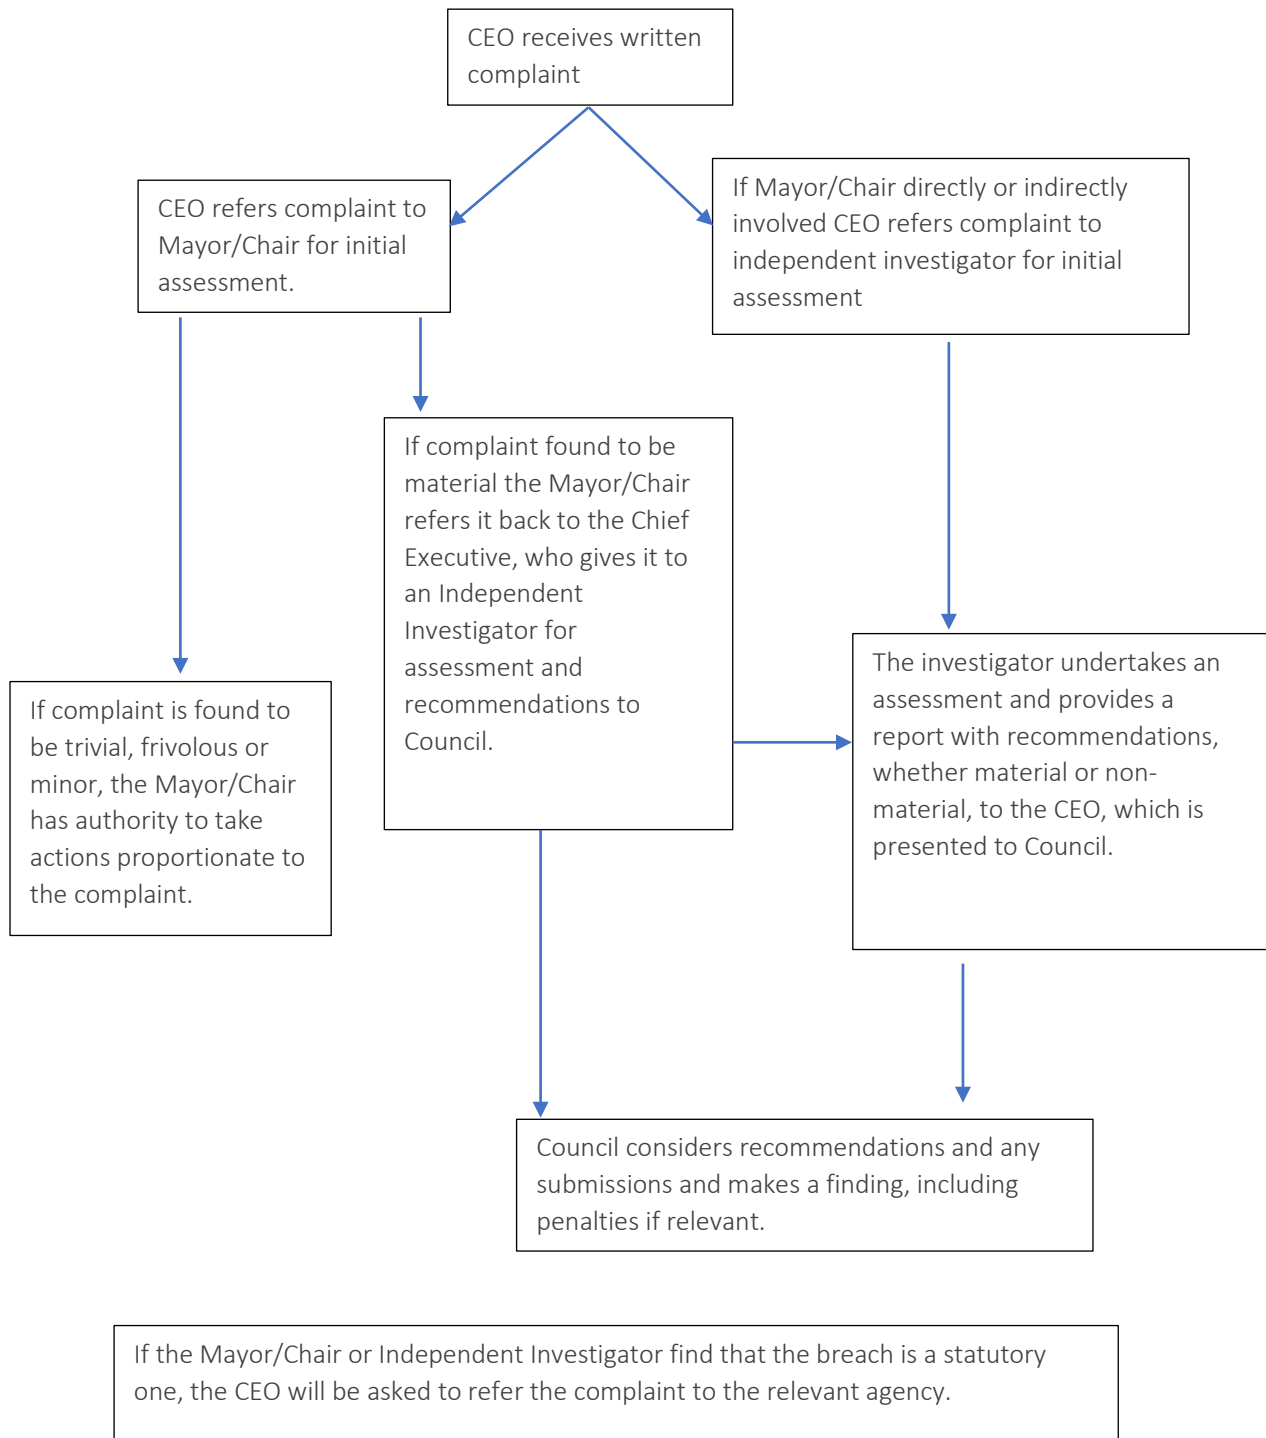 CEO receives written
complaint
CEO refers complaint to
Mayor/Chair for initial
assessment.
If Mayor/Chair directly or indirectly
involved CEO refers complaint to
independent investigator for initial
assessment
If complaint found to be
material the Mayor/Chair
refers it back to the Chief
Executive, who gives it to
an Independent
Investigator for
assessment and
recommendations to
Council.
The investigator undertakes an
assessment and provides a
report with recommendations,
whether material or non-
material, to the CEO, which is
presented to Council.
If complaint is found to
be trivial, frivolous or
minor, the Mayor/Chair
has authority to take
actions proportionate to
the complaint.
Council considers recommendations and any
submissions and makes a finding, including
penalties if relevant.
If the Mayor/Chair or Independent Investigator find that the breach is a statutory
one, the CEO will be asked to refer the complaint to the relevant agency.